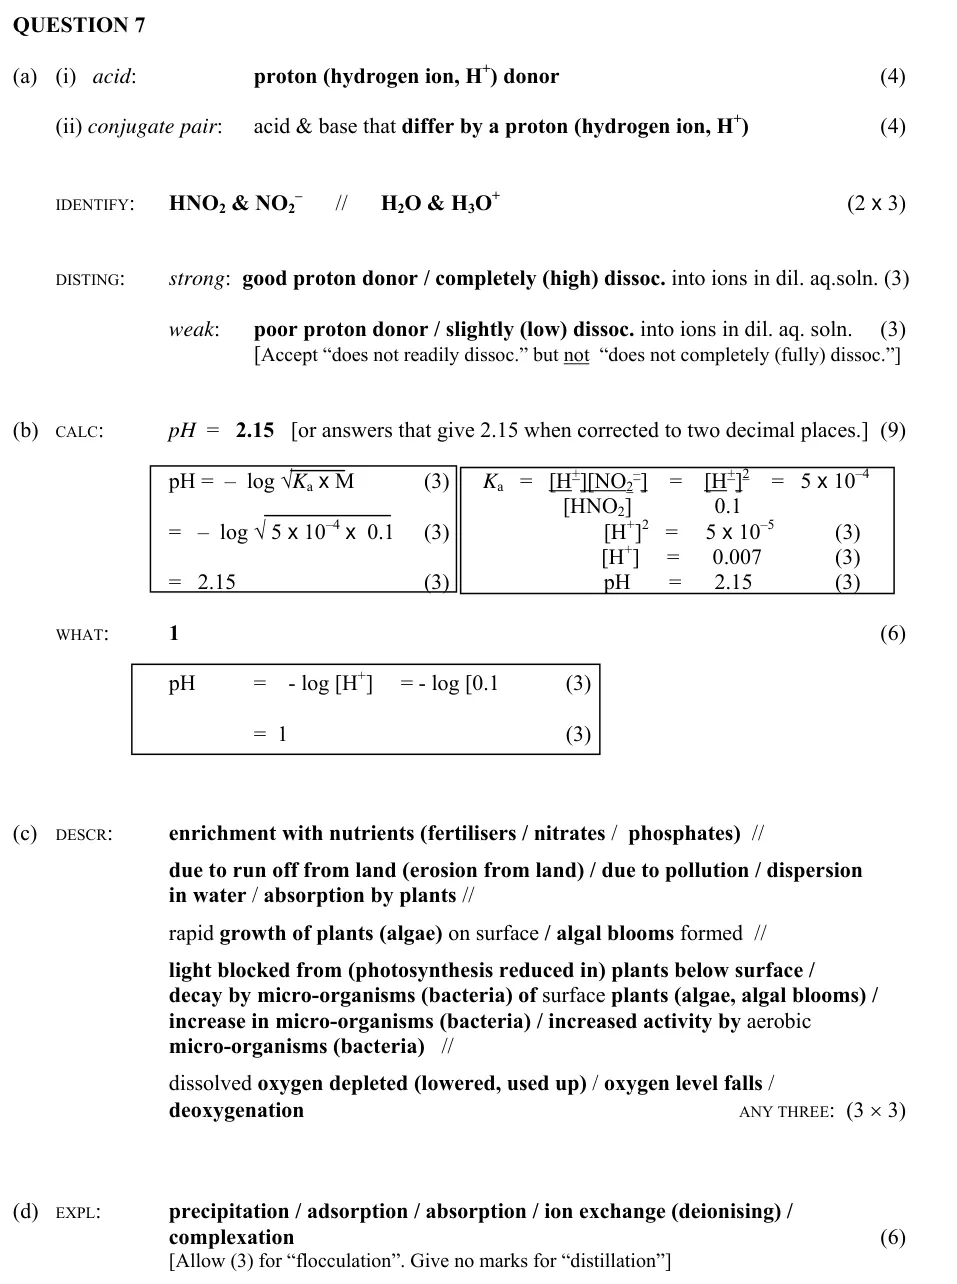 QUESTION 7
(a) (i) acid: proton (hydrogen ion, H⁺) donor (4)
(ii) conjugate pair: acid & base that differ by a proton (hydrogen ion, H⁺) (4)
IDENTIFY: HNO₂ & NO₂⁻ // H₂O & H₃O⁺ (2 x 3)
DISTING: strong: good proton donor / completely (high) dissoc. into ions in dil. aq.soln. (3)
weak: poor proton donor / slightly (low) dissoc. into ions in dil. aq. soln. (3)
[Accept “does not readily dissoc.” but not “does not completely (fully) dissoc.”]
(b) CALC: pH = 2.15 [or answers that give 2.15 when corrected to two decimal places.] (9)
pH = – log √Kₐ x M (3)
= – log √ 5 x 10⁻⁴ x 0.1 (3)
= 2.15 (3)
Kₐ = [H⁺][NO₂⁻] = [H⁺]² = 5 x 10⁻⁴
[HNO₂] 0.1
[H⁺]² = 5 x 10⁻⁵ (3)
[H⁺] = 0.007 (3)
pH = 2.15 (3)
WHAT: 1 (6)
pH = - log [H⁺] = - log [0.1 (3)
= 1 (3)
(c) DESCR: enrichment with nutrients (fertilisers / nitrates / phosphates) //
due to run off from land (erosion from land) / due to pollution / dispersion
in water / absorption by plants //
rapid growth of plants (algae) on surface / algal blooms formed //
light blocked from (photosynthesis reduced in) plants below surface /
decay by micro-organisms (bacteria) of surface plants (algae, algal blooms) /
increase in micro-organisms (bacteria) / increased activity by aerobic
micro-organisms (bacteria) //
dissolved oxygen depleted (lowered, used up) / oxygen level falls /
deoxygenation ANY THREE: (3 × 3)
(d) EXPL: precipitation / adsorption / absorption / ion exchange (deionising) /
complexation (6)
[Allow (3) for “flocculation”. Give no marks for “distillation”]